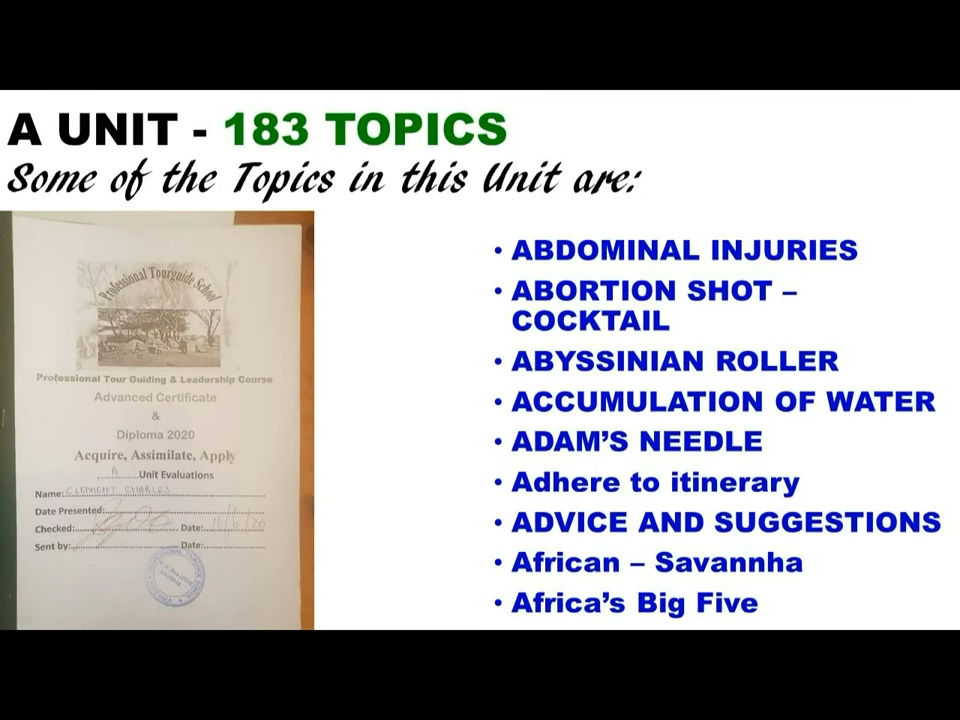 A UNIT - 183 TOPICS
Some of the Topics in this Unit are:
Professional Tourguide School
Professional Tour Guiding & Leadership Course
Advanced Certificate
&
Diploma 2020
Acquire, Assimilate, Apply
A Unit Evaluations
Name: CLEMENT CHARLES
Date Presented:
Checked: Date: 11/6/20
Sent by: Date:
• ABDOMINAL INJURIES
• ABORTION SHOT –
COCKTAIL
• ABYSSINIAN ROLLER
• ACCUMULATION OF WATER
• ADAM’S NEEDLE
• Adhere to itinerary
• ADVICE AND SUGGESTIONS
• African – Savannha
• Africa’s Big Five